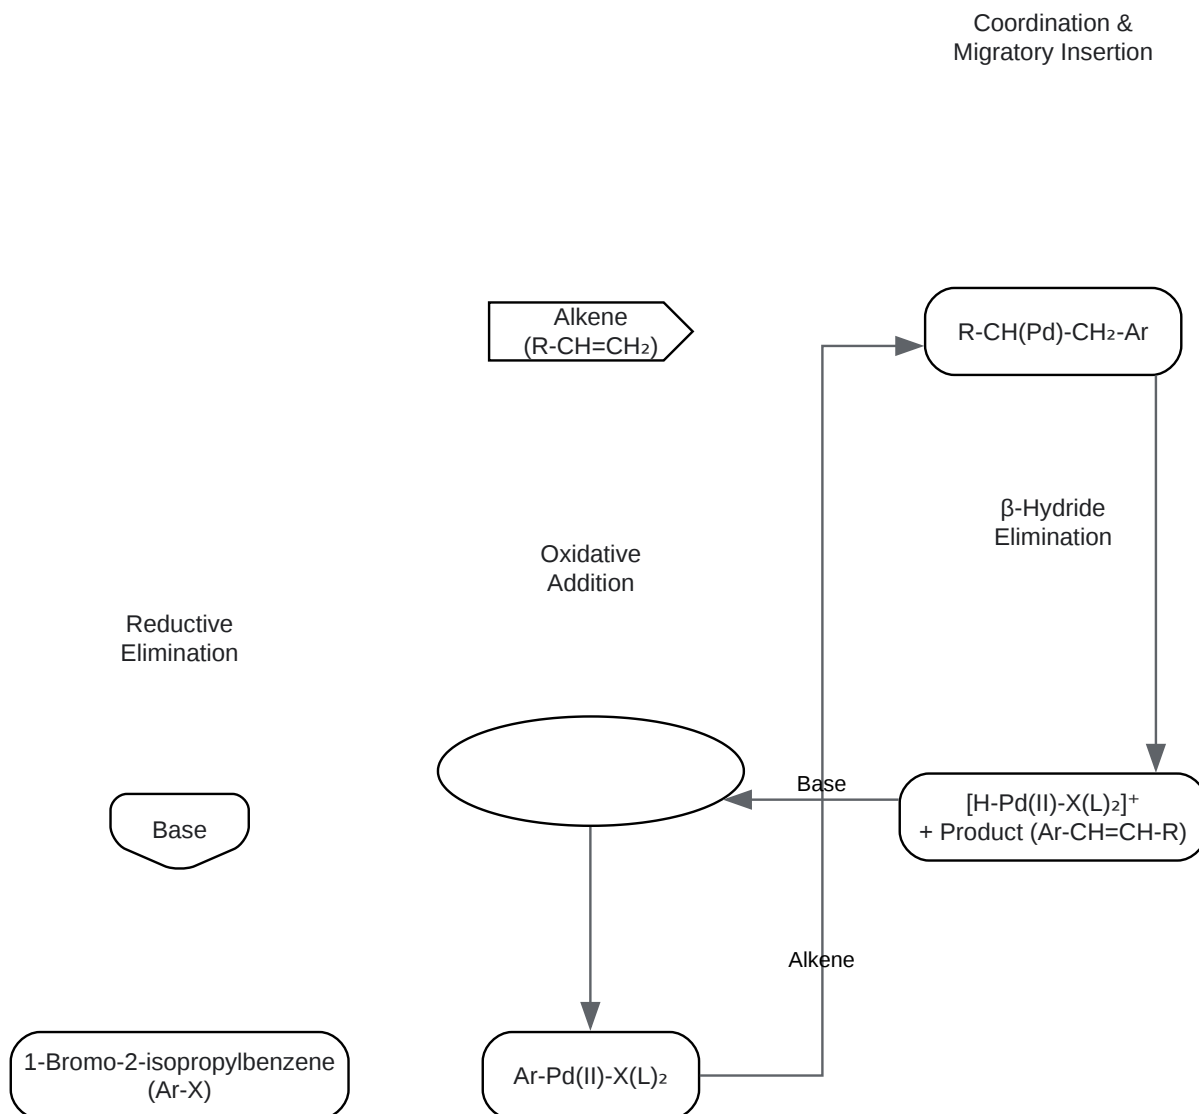 Coordination &
Migratory Insertion
Alkene
(R-CH=CH₂)
R-CH(Pd)-CH₂-Ar
β-Hydride
Elimination
Oxidative
Addition
Reductive
Elimination
Base
Base
[H-Pd(II)-X(L)₂]⁺
+ Product (Ar-CH=CH-R)
Alkene
1-Bromo-2-isopropylbenzene
(Ar-X)
Ar-Pd(II)-X(L)₂